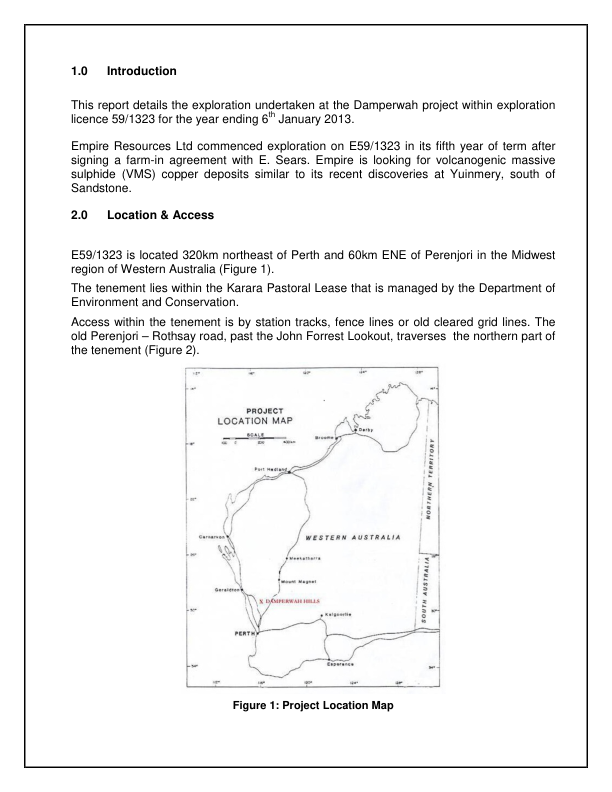 1.0 Introduction
This report details the exploration undertaken at the Damperwah project within exploration
licence 59/1323 for the year ending 6th January 2013.
Empire Resources Ltd commenced exploration on E59/1323 in its fifth year of term after
signing a farm-in agreement with E. Sears. Empire is looking for volcanogenic massive
sulphide (VMS) copper deposits similar to its recent discoveries at Yuinmery, south of
Sandstone.
2.0 Location & Access
E59/1323 is located 320km northeast of Perth and 60km ENE of Perenjori in the Midwest
region of Western Australia (Figure 1).
The tenement lies within the Karara Pastoral Lease that is managed by the Department of
Environment and Conservation.
Access within the tenement is by station tracks, fence lines or old cleared grid lines. The
old Perenjori – Rothsay road, past the John Forrest Lookout, traverses the northern part of
the tenement (Figure 2).
PROJECT
LOCATION MAP
SCALE
Derby
Broome
Port Hedland
NORTHERN TERRITORY
Carnarvon
WESTERN AUSTRALIA
Meekatharra
Mount Magnet
Geraldton
X DAMPERWAH HILLS
SOUTH AUSTRALIA
Kalgoorlie
PERTH
Esperance
Figure 1: Project Location Map